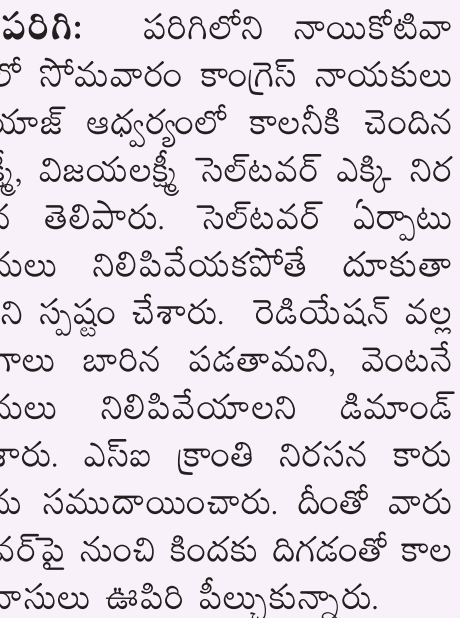 పరిగి: పరిగిలోని నాయికోటివా
లో సోమవారం కాంగ్రెస్ నాయకులు
యాజ్ ఆధ్వర్యంలో కాలనీకి చెందిన
క్ష్మీ, విజయలక్ష్మీ సెల్‌టవర్ ఎక్కి నిర
న తెలిపారు. సెల్‌టవర్ ఏర్పాటు
నులు నిలిపివేయకపోతే దూకుతా
ని స్పష్టం చేశారు. రెడియేషన్ వల్ల
గాలు బారిన పడతామని, వెంటనే
నులు నిలిపివేయాలని డిమాండ్
శారు. ఎస్ఐ క్రాంతి నిరసన కారు
ను సముదాయించారు. దీంతో వారు
వర్‌పై నుంచి కిందకు దిగడంతో కాల
వాసులు ఊపిరి పీల్చుకున్నారు.